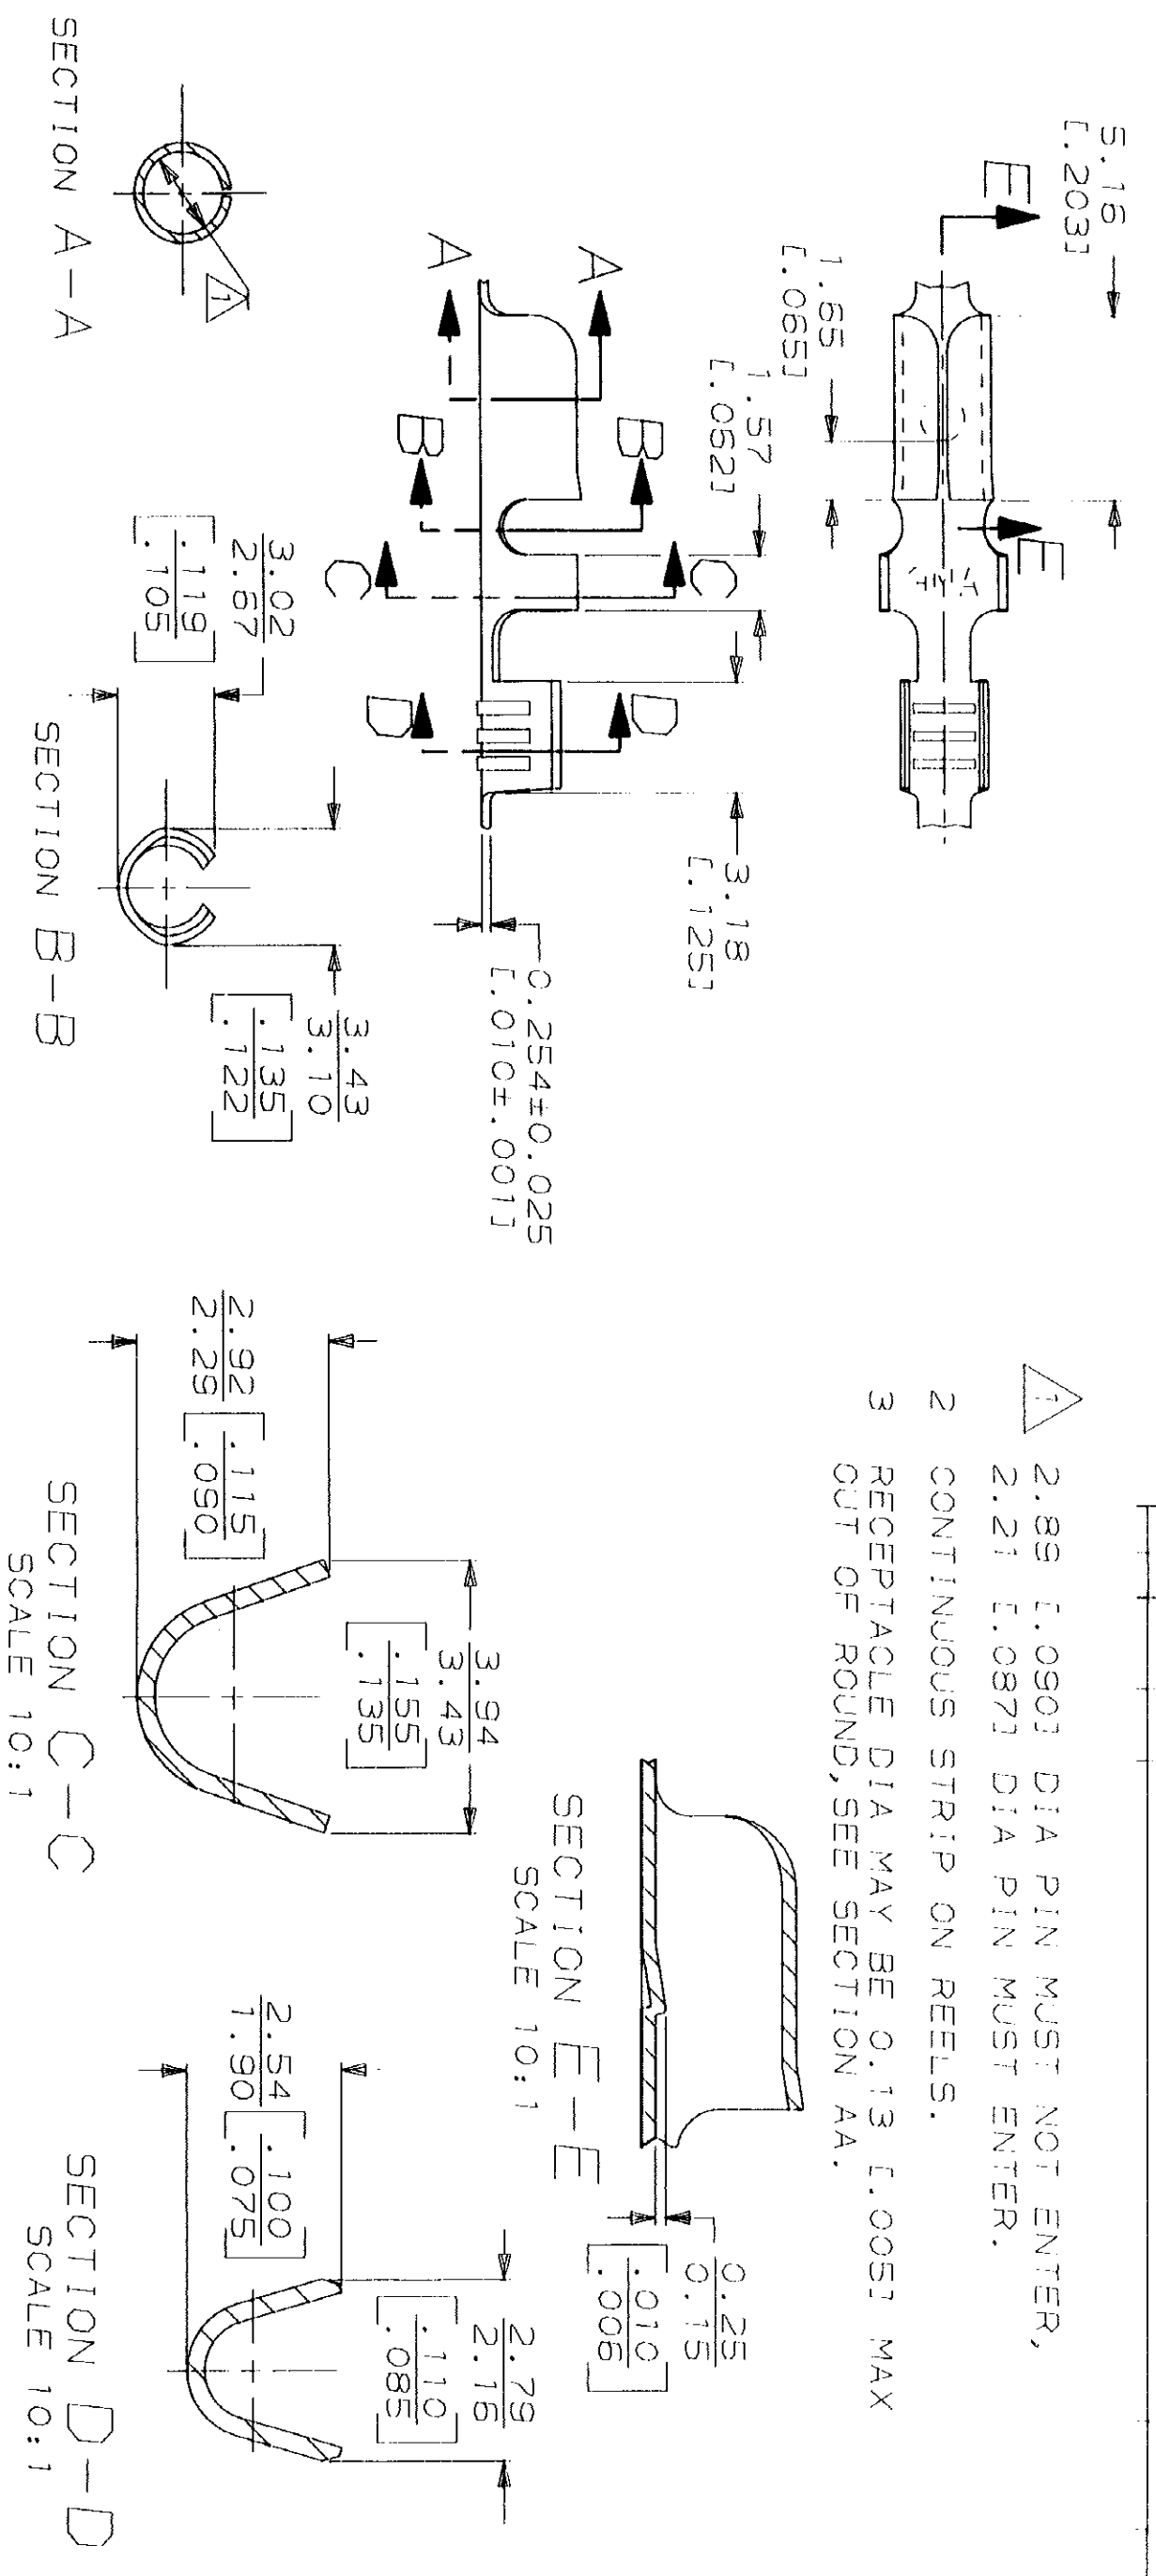 5.16
[.203]
E
E
1.65
[.065]
1.57
[.062]
A
A
B
B
C
C
D
D
3.18
[.125]
0.254±0.025
[.010±.001]
1
SECTION A-A
3.02
2.67
.119
.105
3.43
3.10
.135
.122
SECTION B-B
1
2.89 [.090] DIA PIN MUST NOT ENTER,
2.21 [.087] DIA PIN MUST ENTER.
2 CONTINUOUS STRIP ON REELS.
3 RECEPTACLE DIA MAY BE 0.13 [.005] MAX
OUT OF ROUND,SEE SECTION AA.
0.25
0.15
.010
.006
SECTION E-E
SCALE 10:1
3.94
3.43
.155
.135
2.92
2.29
.115
.090
SECTION C-C
SCALE 10:1
2.79
2.16
.110
.085
2.54
1.90
.100
.075
SECTION D-D
SCALE 10:1